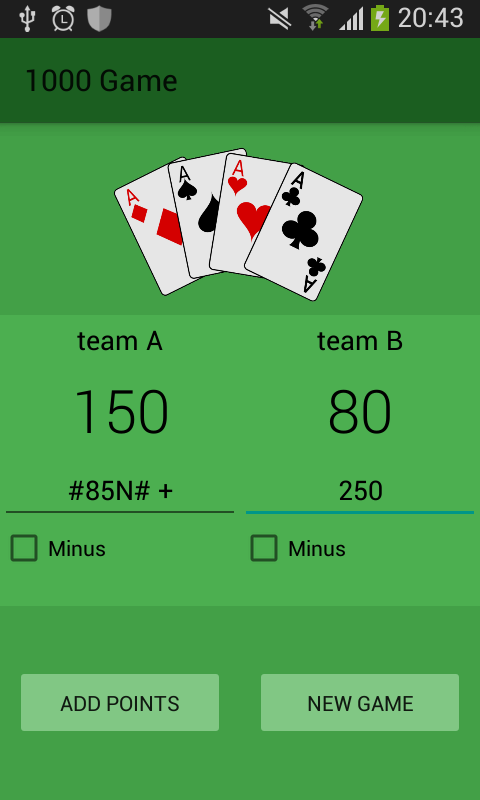 20:43
1000 Game
A A A A A
team A team B
150 80
#85N# + 250
Minus Minus
ADD POINTS NEW GAME